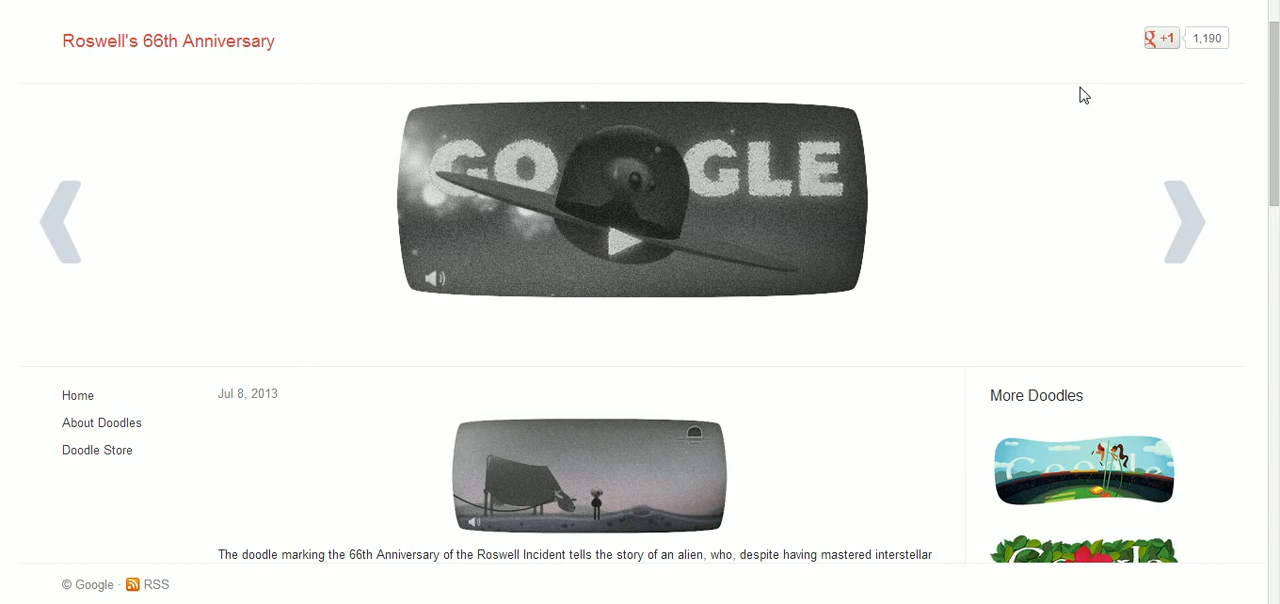 Roswell's 66th Anniversary
+1
1,190
GO GLE
Home
About Doodles
Doodle Store
Jul 8, 2013
The doodle marking the 66th Anniversary of the Roswell Incident tells the story of an alien, who, despite having mastered interstellar
More Doodles
Google
© Google · RSS